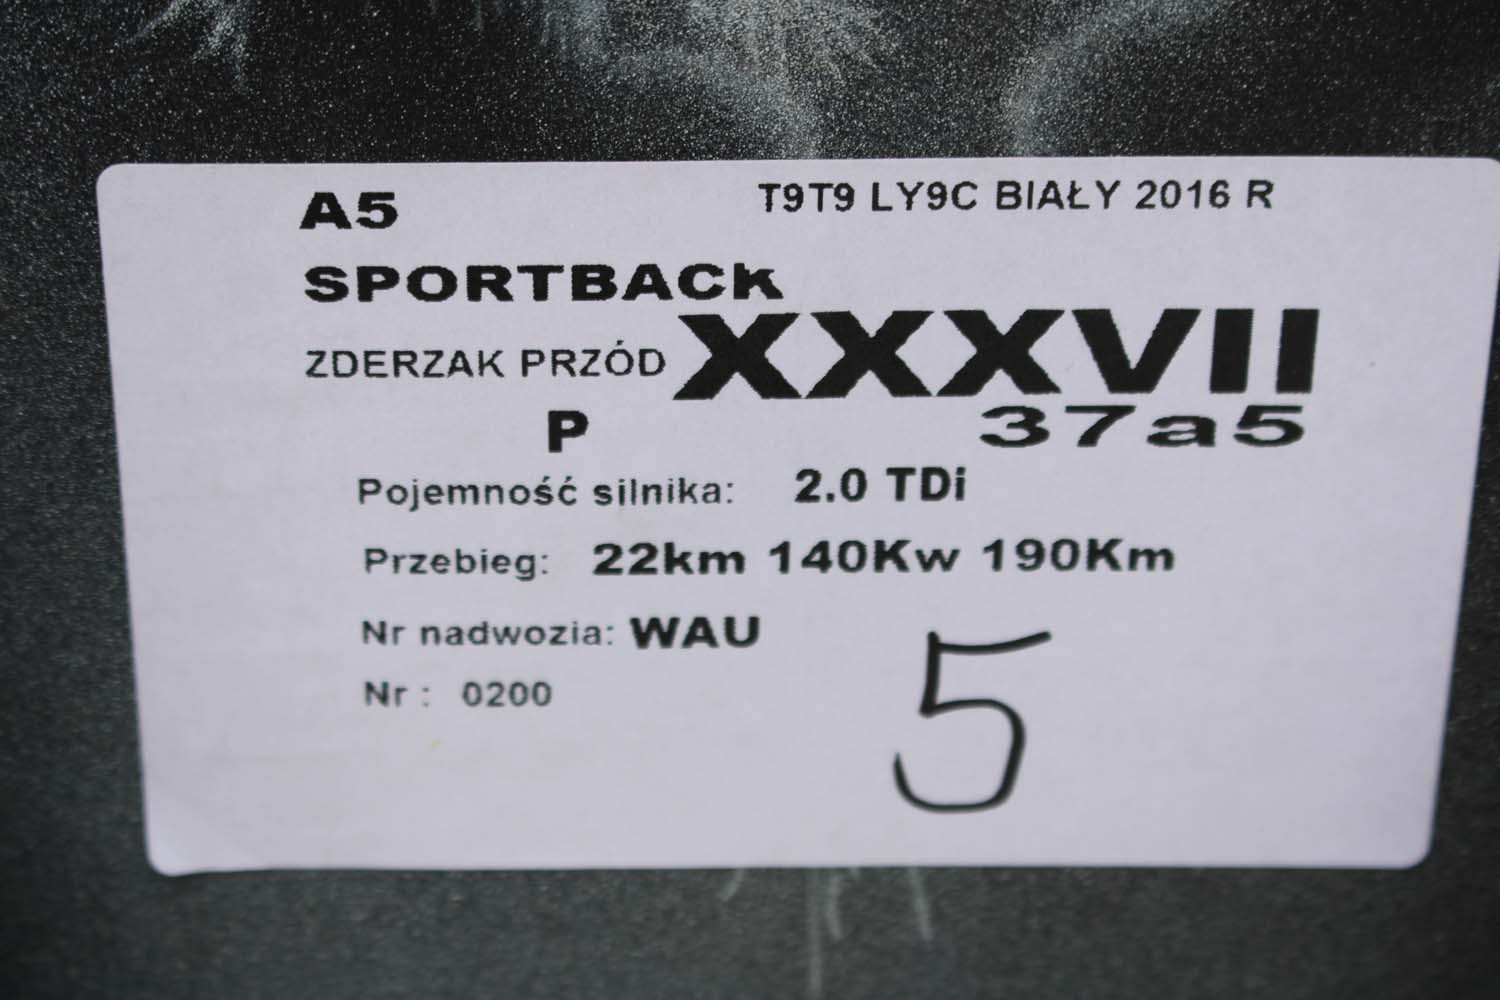 A5 T9T9 LY9C BIAŁY 2016 R
SPORTBACk
ZDERZAK PRZÓD XXXVII
P 37a5
Pojemność silnika: 2.0 TDi
Przebieg: 22km 140Kw 190Km
Nr nadwozia: WAU
Nr : 0200
5